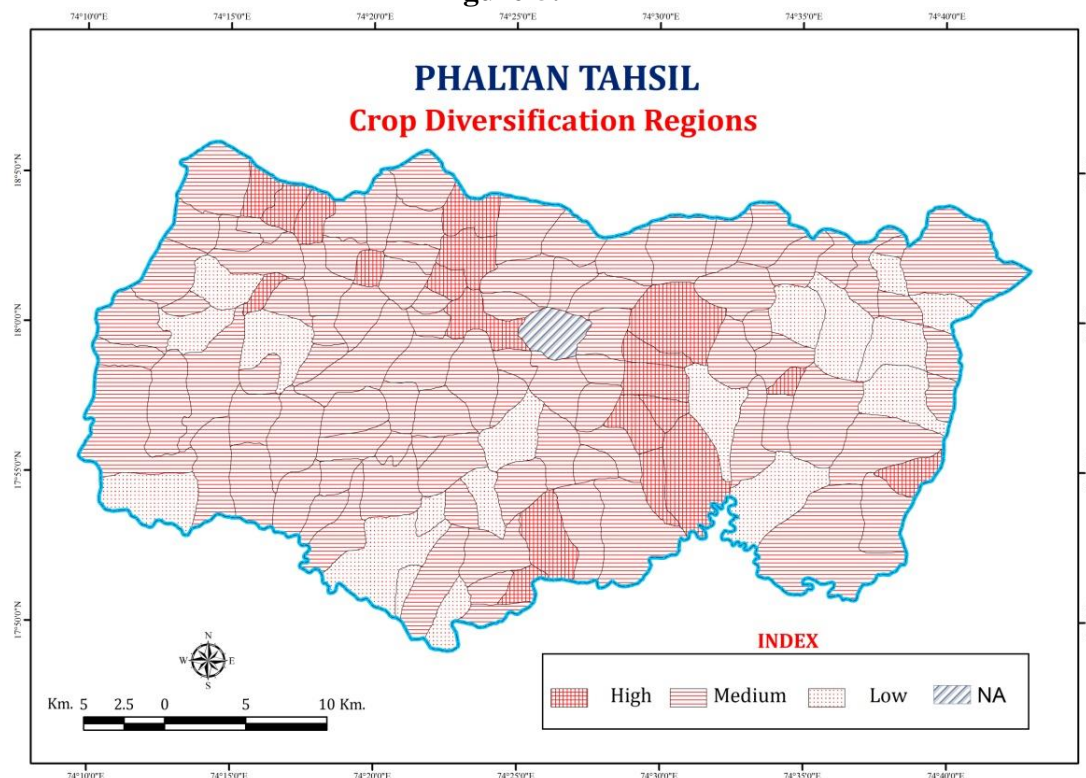 74°10'0"E 74°15'0"E 74°20'0"E 74°25'0"E 74°30'0"E 74°35'0"E 74°40'0"E
PHALTAN TAHSIL
Crop Diversification Regions
18°5'0"N
18°0'0"N
17°55'0"N
17°50'0"N
N
W E
S
Km. 5 2.5 0 5 10 Km.
INDEX
High Medium Low NA
74°10'0"E 74°15'0"E 74°20'0"E 74°25'0"E 74°30'0"E 74°35'0"E 74°40'0"E